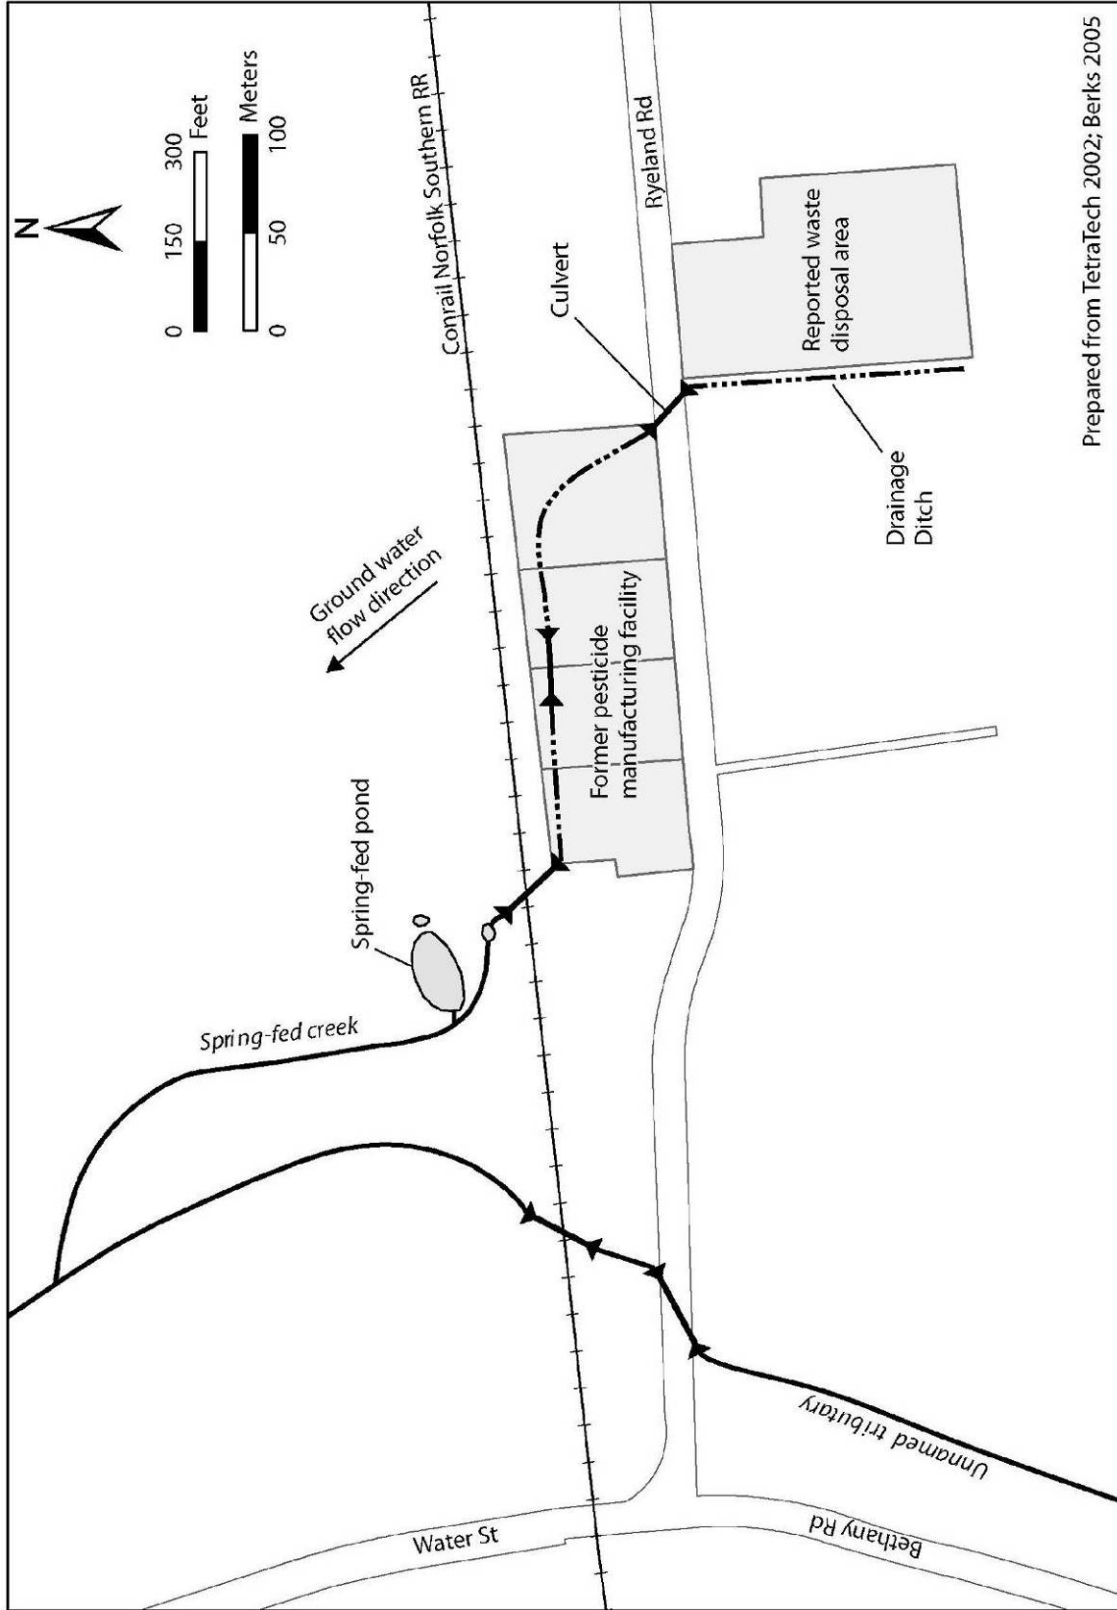 N
0 150 300
Feet
Meters
0 50 100
Conrail Norfolk Southern RR
Ground water
flow direction
Spring-fed pond
Spring-fed creek
Culvert
Ryeland Rd
Former pesticide
manufacturing facility
Reported waste
disposal area
Drainage
Ditch
Water St
Bethany Rd
Unnamed tributary
Prepared from TetraTech 2002; Berks 2005